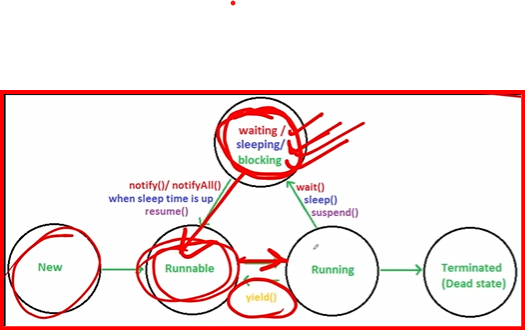 waiting /
sleeping/
blocking
notify()/ notifyAll()
when sleep time is up
resume()
wait()
sleep()
suspend()
New
Runnable
Running
Terminated
(Dead state)
yield()